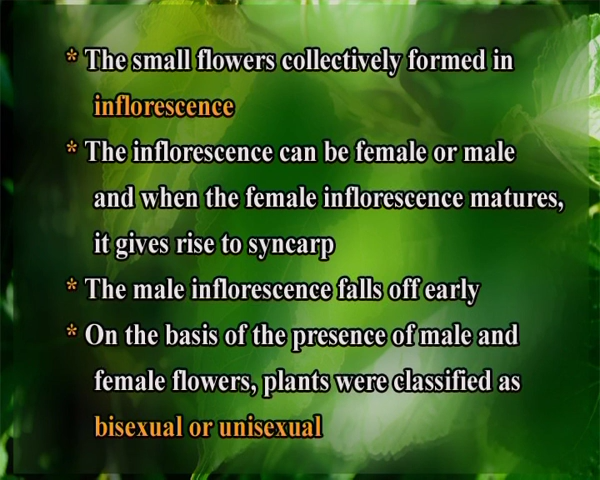 * The small flowers collectively formed in
inflorescence
* The inflorescence can be female or male
and when the female inflorescence matures,
it gives rise to syncarp
* The male inflorescence falls off early
* On the basis of the presence of male and
female flowers, plants were classified as
bisexual or unisexual